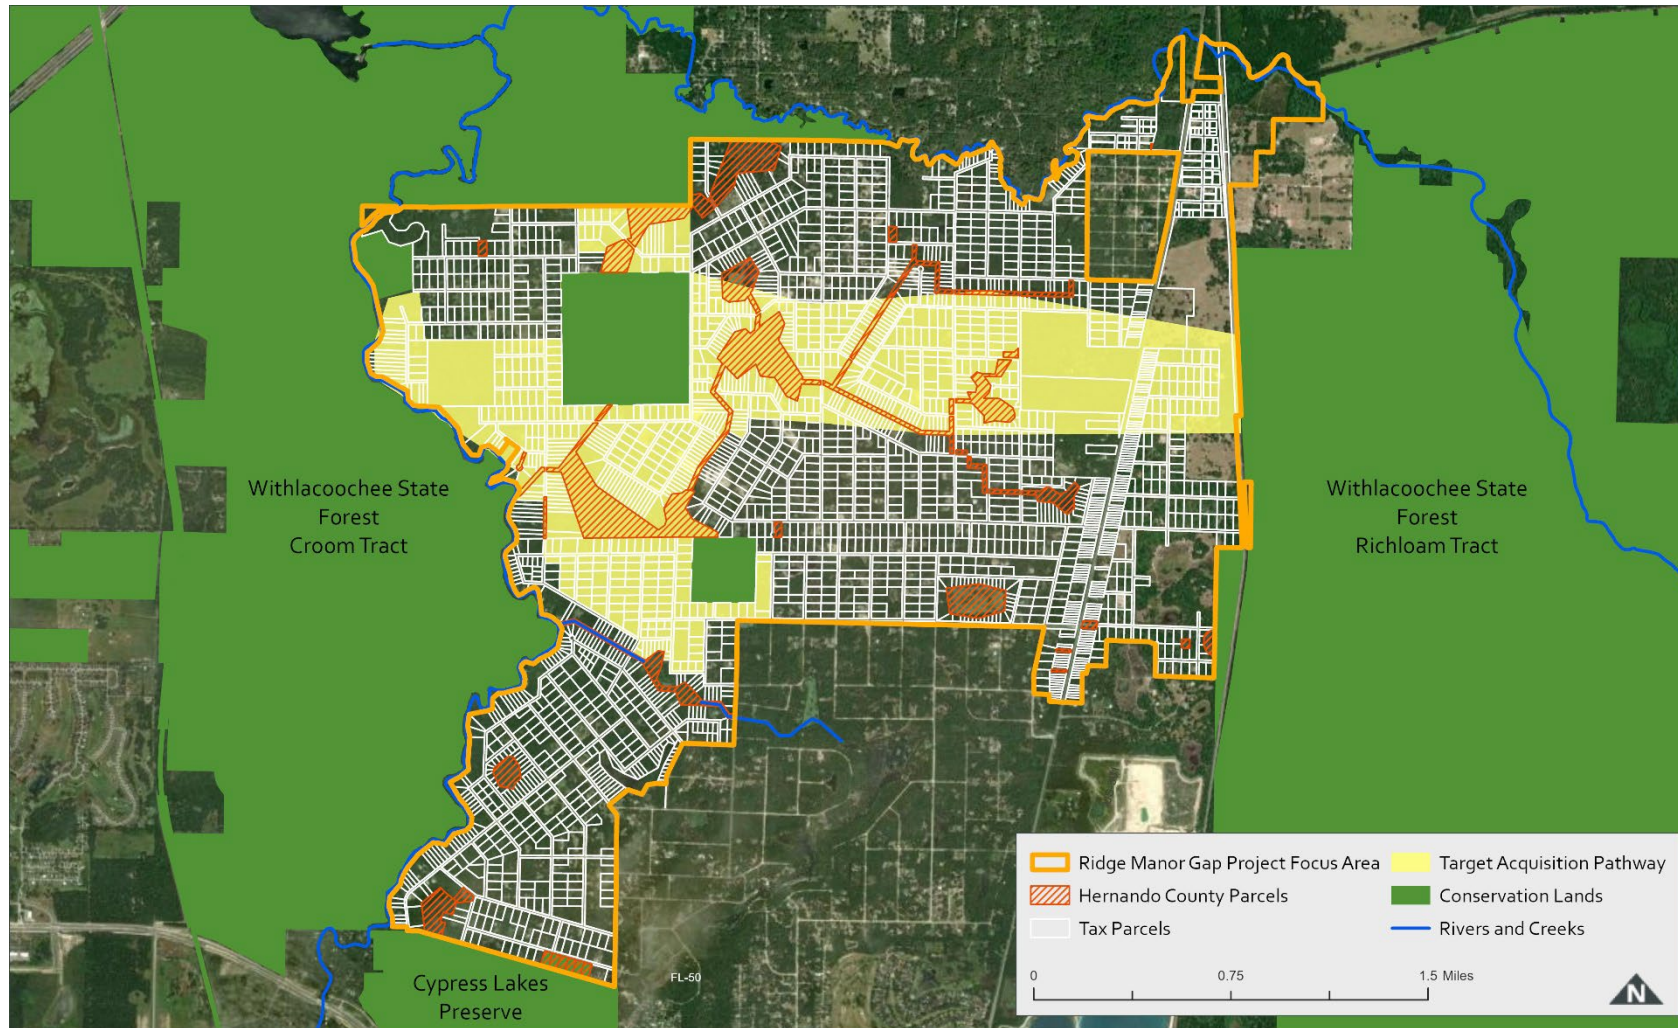 Withlacoochee State
Forest
Croom Tract
Withlacoochee State
Forest
Richloam Tract
Cypress Lakes
Preserve
FL-50
Ridge Manor Gap Project Focus Area
Target Acquisition Pathway
Hernando County Parcels
Conservation Lands
Tax Parcels
Rivers and Creeks
0 0.75 1.5 Miles
N